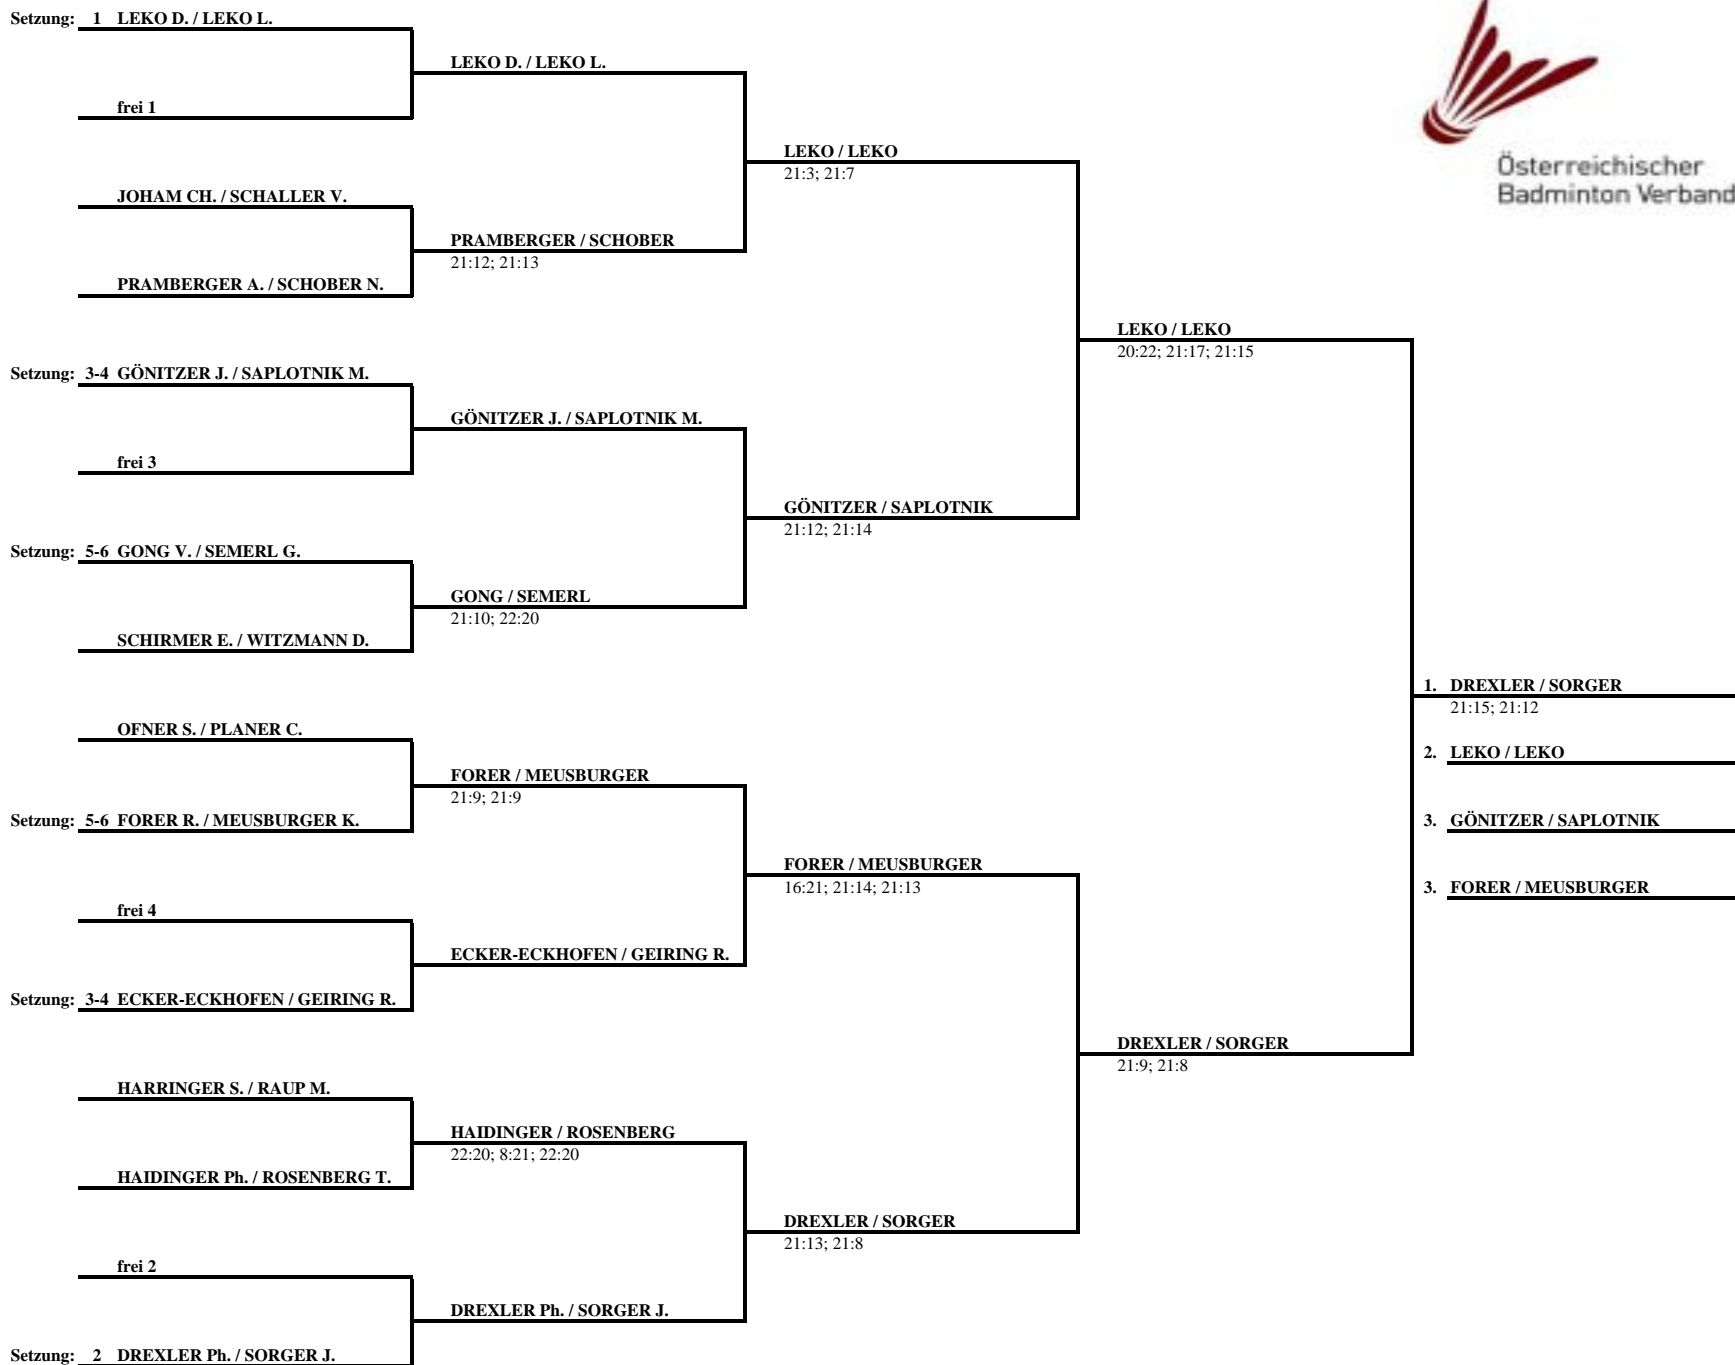 Setzung: 1 LEKO D. / LEKO L.
LEKO D. / LEKO L.
frei 1
LEKO / LEKO
21:3; 21:7
Österreichischer
Badminton Verband
JOHAM CH. / SCHALLER V.
PRAMBERGER / SCHOBER
21:12; 21:13
PRAMBERGER A. / SCHOBER N.
LEKO / LEKO
20:22; 21:17; 21:15
Setzung: 3-4 GÖNITZER J. / SAPLOTNIK M.
GÖNITZER J. / SAPLOTNIK M.
frei 3
GÖNITZER / SAPLOTNIK
21:12; 21:14
Setzung: 5-6 GONG V. / SEMERL G.
GONG / SEMERL
21:10; 22:20
SCHIRMER E. / WITZMANN D.
1. DREXLER / SORGER
21:15; 21:12
OFNER S. / PLANER C.
2. LEKO / LEKO
FORER / MEUSBURGER
21:9; 21:9
Setzung: 5-6 FORER R. / MEUSBURGER K.
3. GÖNITZER / SAPLOTNIK
FORER / MEUSBURGER
16:21; 21:14; 21:13
3. FORER / MEUSBURGER
frei 4
ECKER-ECKHOFEN / GEIRING R.
Setzung: 3-4 ECKER-ECKHOFEN / GEIRING R.
DREXLER / SORGER
21:9; 21:8
HARRINGER S. / RAUP M.
HAIDINGER / ROSENBERG
22:20; 8:21; 22:20
HAIDINGER Ph. / ROSENBERG T.
DREXLER / SORGER
21:13; 21:8
frei 2
DREXLER Ph. / SORGER J.
Setzung: 2 DREXLER Ph. / SORGER J.